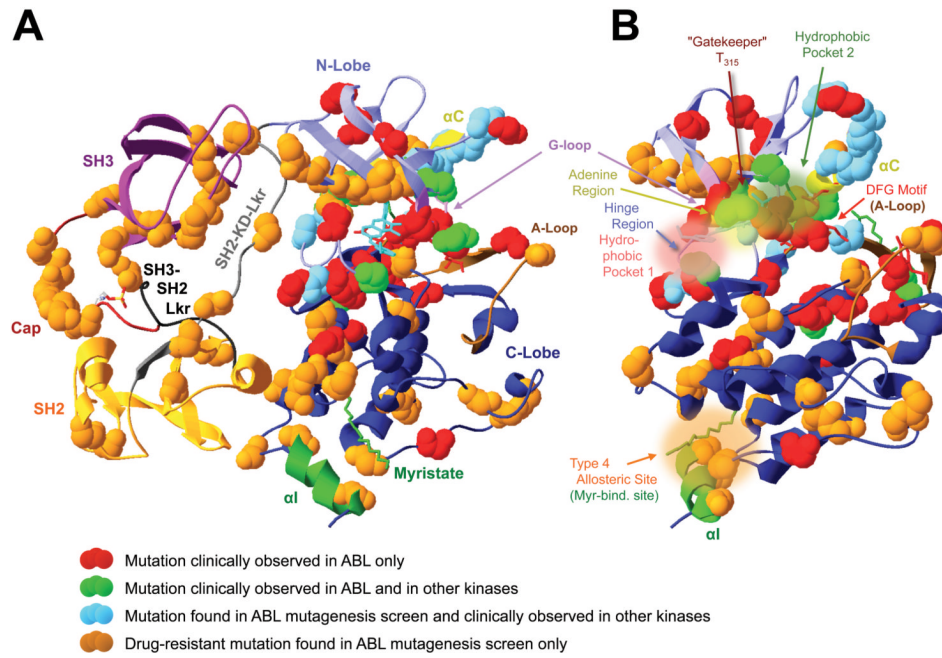 A
B
N-Lobe
αC
SH3
SH2-KD-Lkr
G-loop
A-Loop
SH3-
SH2
Lkr
Cap
SH2
C-Lobe
Myristate
αI
"Gatekeeper"
T315
Hydrophobic
Pocket 2
αC
Adenine
Region
Hinge
Region
Hydro-
phobic
Pocket 1
DFG Motif
(A-Loop)
Type 4
Allosteric Site
(Myr-bind. site)
αI
Mutation clinically observed in ABL only
Mutation clinically observed in ABL and in other kinases
Mutation found in ABL mutagenesis screen and clinically observed in other kinases
Drug-resistant mutation found in ABL mutagenesis screen only